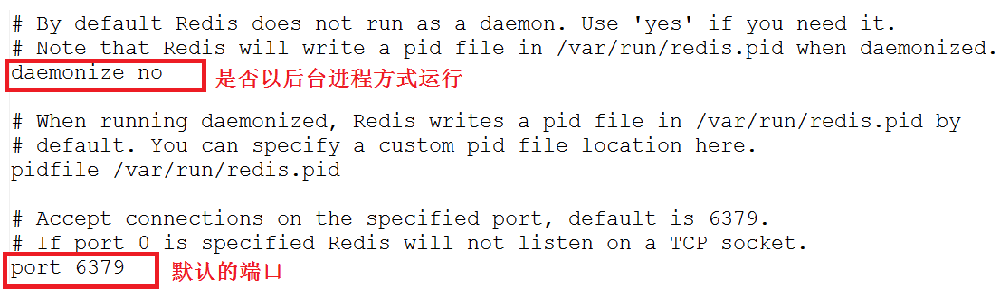 # By default Redis does not run as a daemon. Use 'yes' if you need it.
# Note that Redis will write a pid file in /var/run/redis.pid when daemonized.
daemonize no 是否以后台进程方式运行
# When running daemonized, Redis writes a pid file in /var/run/redis.pid by
# default. You can specify a custom pid file location here.
pidfile /var/run/redis.pid
# Accept connections on the specified port, default is 6379.
# If port 0 is specified Redis will not listen on a TCP socket.
port 6379 默认的端口